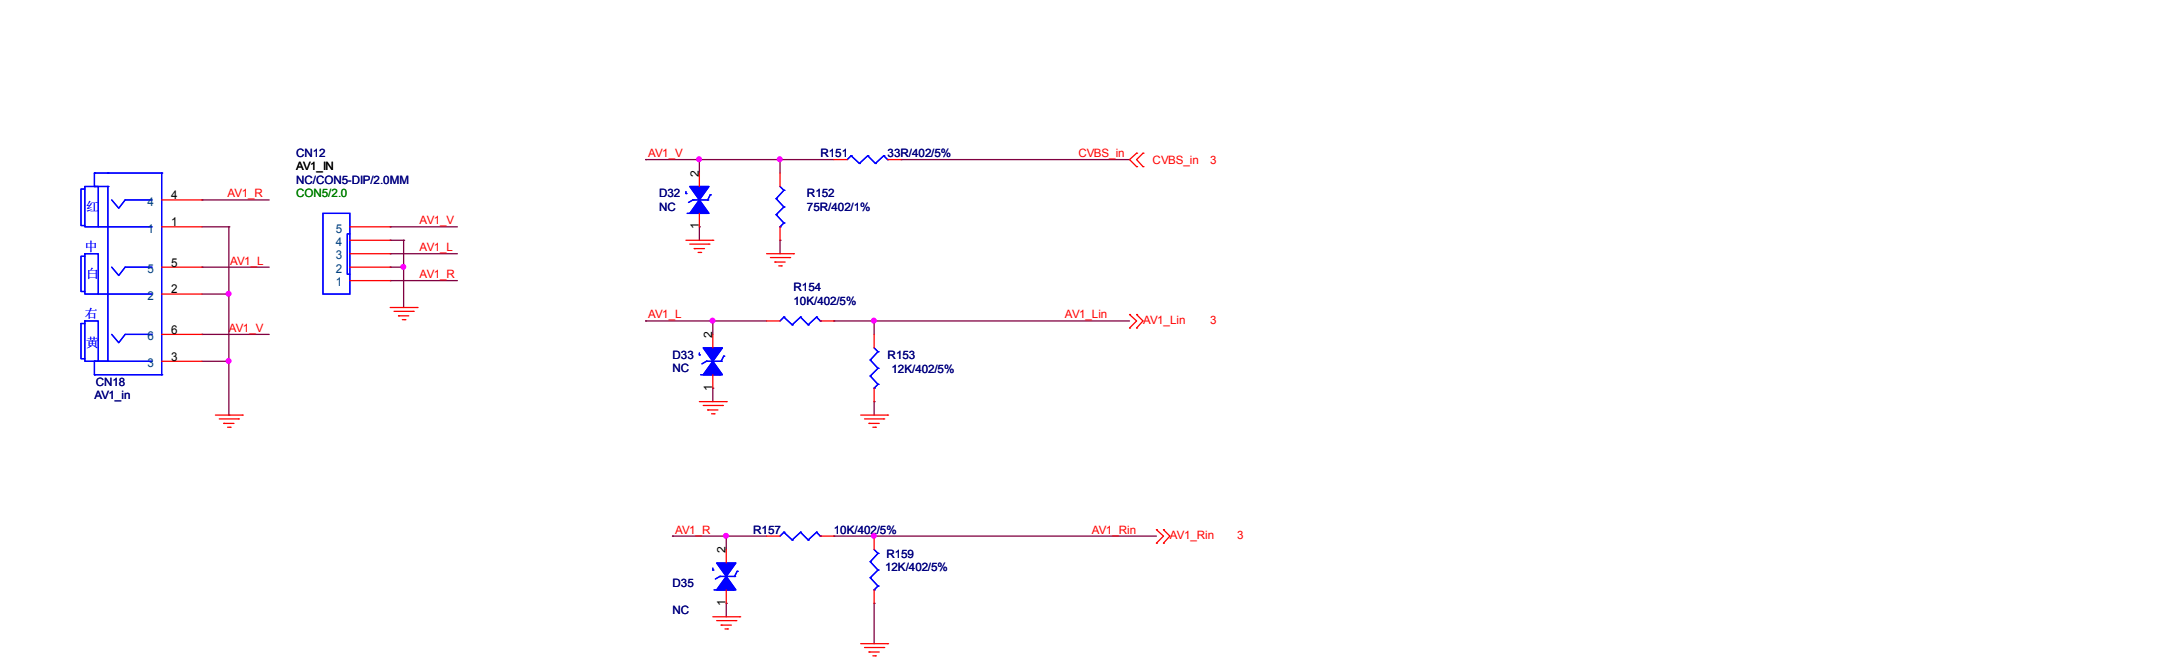 红
4
4
AV1_R
1
1
中
白
5
5
AV1_L
2
2
右
黄
6
6
AV1_V
3
3
CN18
AV1_in
CN12
AV1_IN
NC/CON5-DIP/2.0MM
CON5/2.0
5
AV1_V
4
3
AV1_L
2
1
AV1_R
AV1_V
R151
33R/402/5%
CVBS_in
CVBS_in
3
2
D32
NC
1
R152
75R/402/1%
AV1_L
R154
10K/402/5%
AV1_Lin
AV1_Lin
3
2
D33
NC
1
R153
12K/402/5%
AV1_R
R157
10K/402/5%
AV1_Rin
AV1_Rin
3
2
D35
NC
1
R159
12K/402/5%